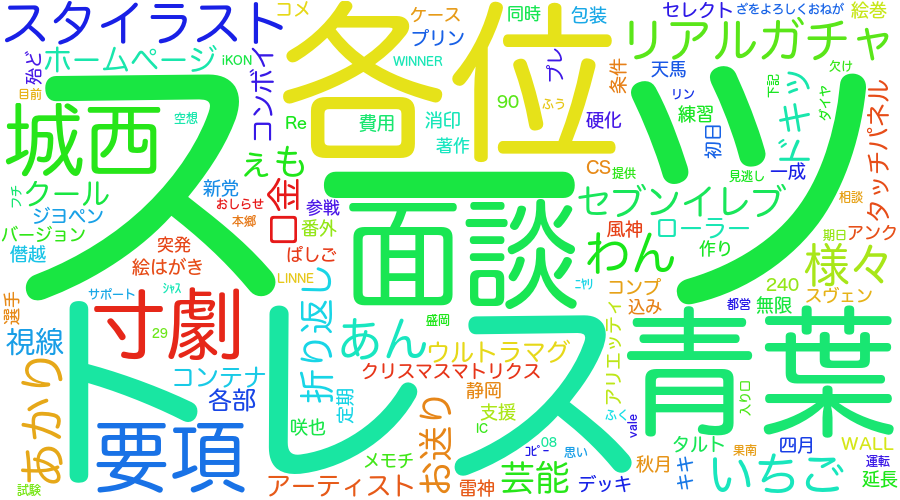 スタイラスト
コメ
各位
ケース
同時
包装
セレクト
ざをよろしくおねが
絵巻
ホームページ
殆ど
iKON
コンボイ
プリン
WINNER
プレ
リアルガチャ
条件
天馬
下記
欠け
目前
空想
Re
費用
消印
90
ふう
硬化
リン
練習
ダイヤ
城西
ス
著作
初日
ドキッ
タッチパネル
ハツ
えも
CS
提供
見逃し
一成
相談
フチ
クール
新党
おしらせ
口金
参戦
面談
セブンイレブ
ジヨペン
本郷
番外
風神
ローラー
アンク
バージョン
突発
ぱしご
わん
作り
期日
僭越
絵はがき
シャス
LINNE
ニヤリ
コンプ
240
様々
サポート
折り返し
込み
都営
無限
スヴェン
選手
寸劇
29
盛岡
アリエッティ
視線
トレス
あん
ウルトラマグ
青葉
コンテナ
クリスマスマトリクス
あかり
各部
定期
静岡
入り口
要項
咲也
お送り
支援
ふく
vale
IC
コピー
08
思い
タルト
果南
四月
WALL
メモチ
芸能
秋月
キキ
いちご
運転
試験
アーティスト
雷神
デッキ
延長